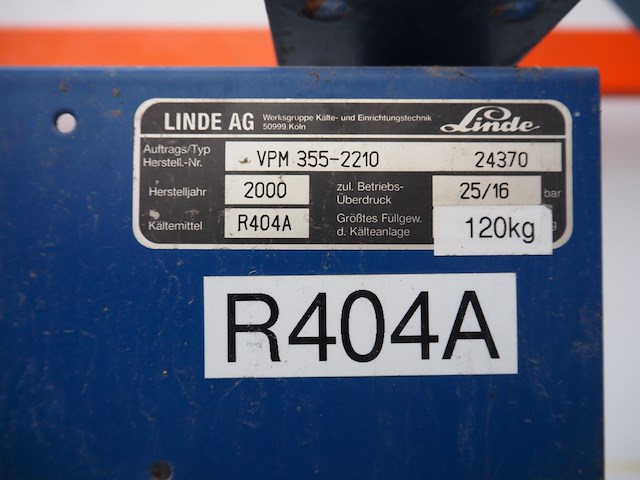 LINDE AG Werksgruppe Kälte- und Einrichtungstechnik
50999 Köln
Linde
Auftrags/Typ
Herstell.-Nr. VPM 355-2210 24370
Herstelljahr 2000 zul. Betriebs-
Überdruck 25/16 bar
Kältemittel R404A Größtes Füllgew.
d. Kälteanlage 120kg
R404A